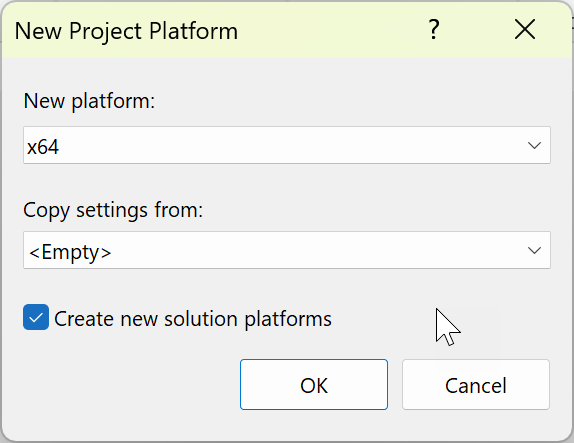 New Project Platform ?
New platform:
x64
Copy settings from:
<Empty>
Create new solution platforms
OK Cancel